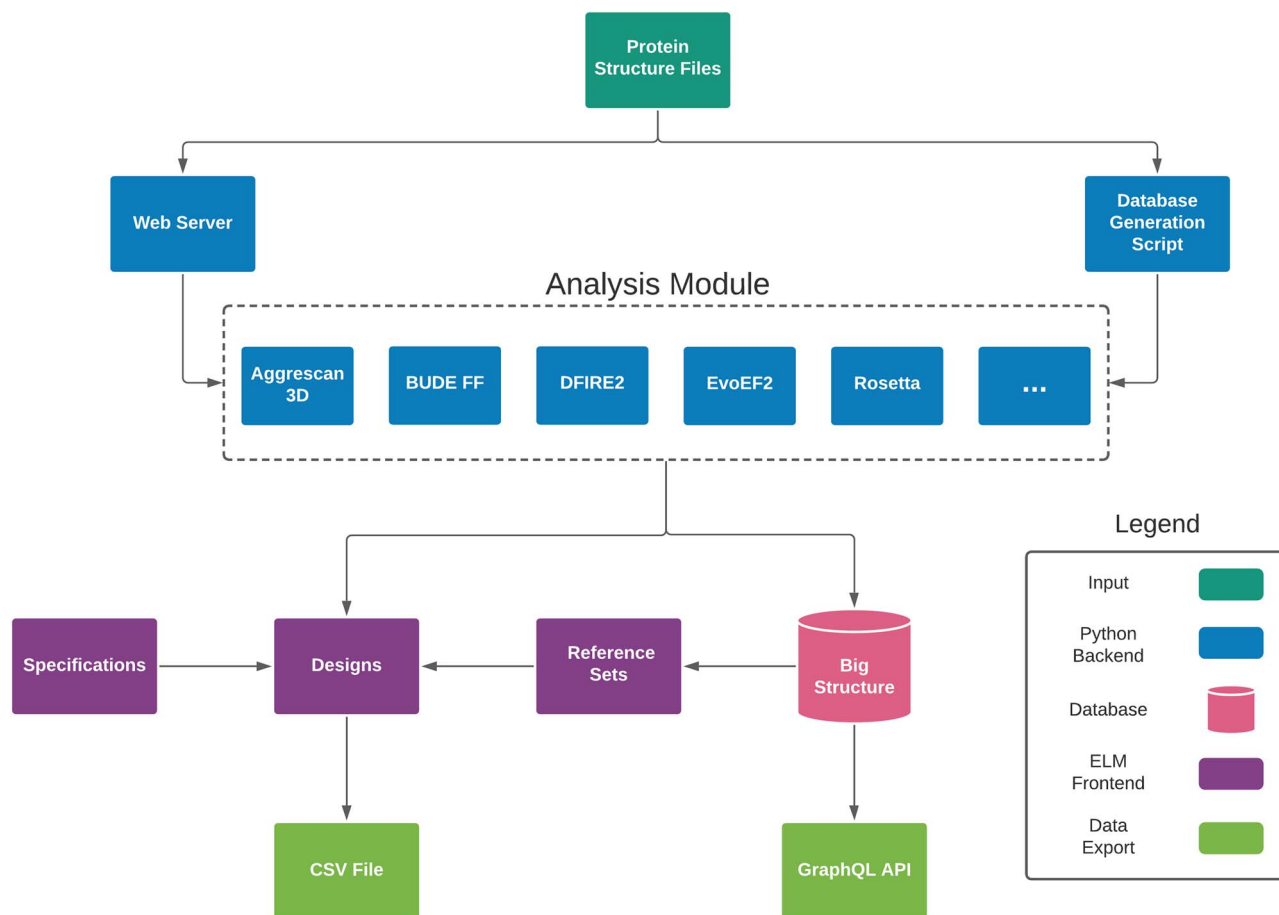 Protein
Structure Files
Web Server
Database
Generation
Script
Analysis Module
Aggrescan
3D
BUDE FF
DFIRE2
EvoEF2
Rosetta
...
Specifications
Designs
Reference
Sets
Big
Structure
CSV File
GraphQL API
Legend
Input
Python
Backend
Database
ELM
Frontend
Data
Export